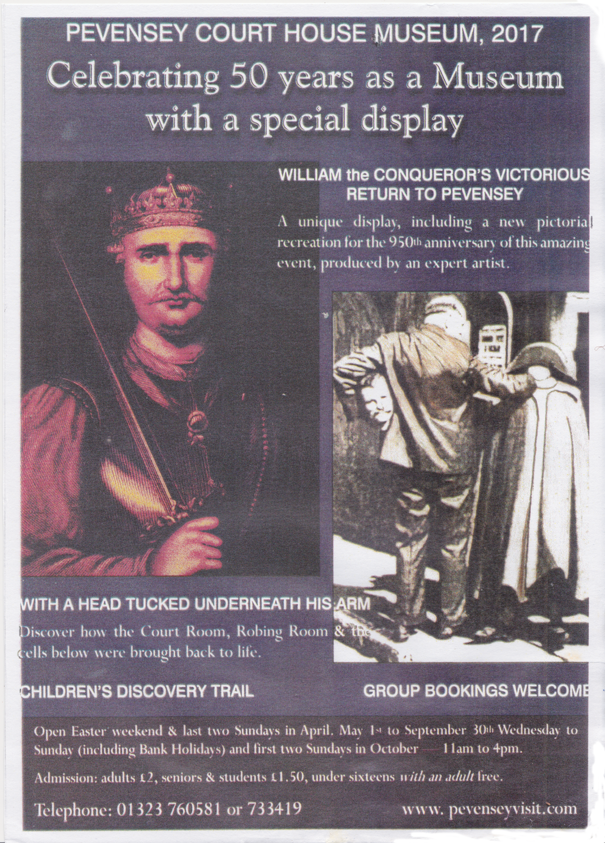 PEVENSEY COURT HOUSE MUSEUM, 2017
Celebrating 50 years as a Museum
with a special display
WILLIAM the CONQUEROR'S VICTORIOUS
RETURN TO PEVENSEY
A unique display, including a new pictorial
recreation for the 950th anniversary of this amazing
event, produced by an expert artist.
WITH A HEAD TUCKED UNDERNEATH HIS ARM
Discover how the Court Room, Robing Room & the
cells below were brought back to life.
CHILDREN'S DISCOVERY TRAIL
GROUP BOOKINGS WELCOME
Open Easter weekend & last two Sundays in April. May 1st to September 30th Wednesday to
Sunday (including Bank Holidays) and first two Sundays in October 11am to 4pm.
Admission: adults £2, seniors & students £1.50, under sixteens with an adult free.
Telephone: 01323 760581 or 733419
www. pevenseyvisit.com